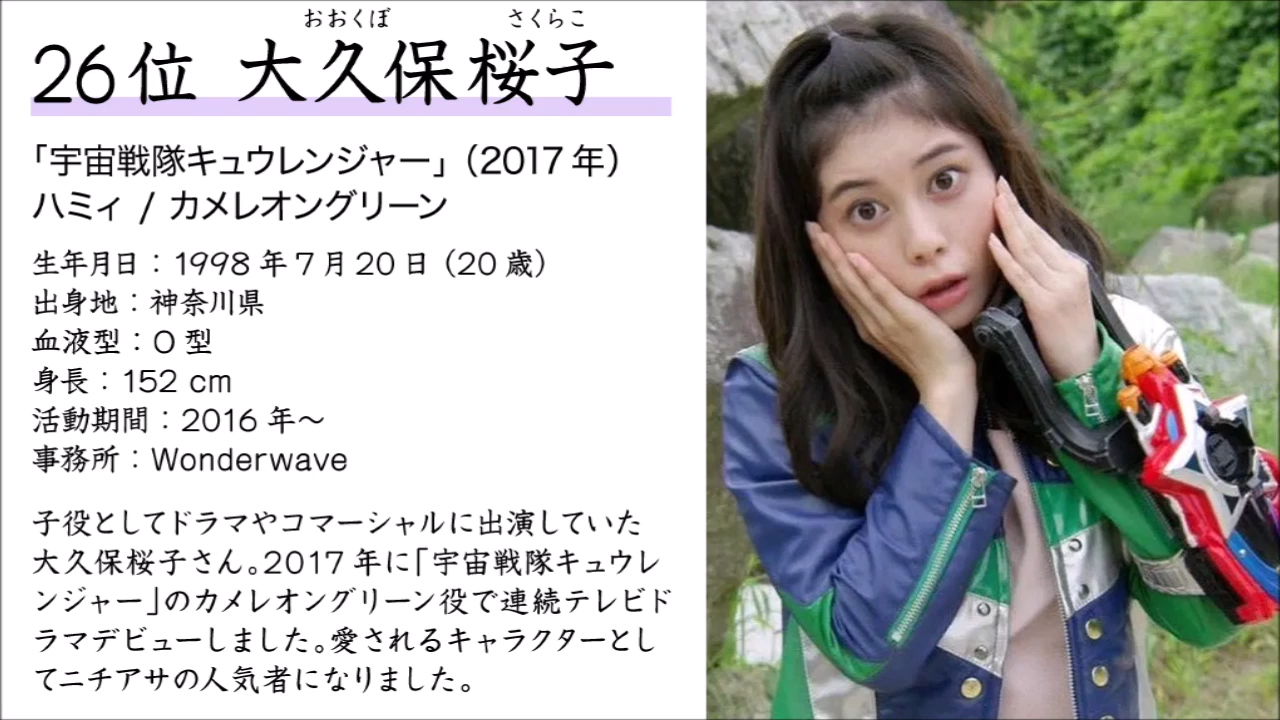 おおくぼ さくらこ
26位 大久保桜子
「宇宙戦隊キュウレンジャー」（2017年）
ハミィ / カメレオングリーン
生年月日：1998年7月20日（20歳）
出身地：神奈川県
血液型：O型
身長：152 cm
活動期間：2016年～
事務所：Wonderwave
子役としてドラマやコマーシャルに出演していた
大久保桜子さん。2017年に「宇宙戦隊キュウレ
ンジャー」のカメレオングリーン役で連続テレビド
ラマデビューしました。愛されるキャラクターとし
てニチアサの人気者になりました。